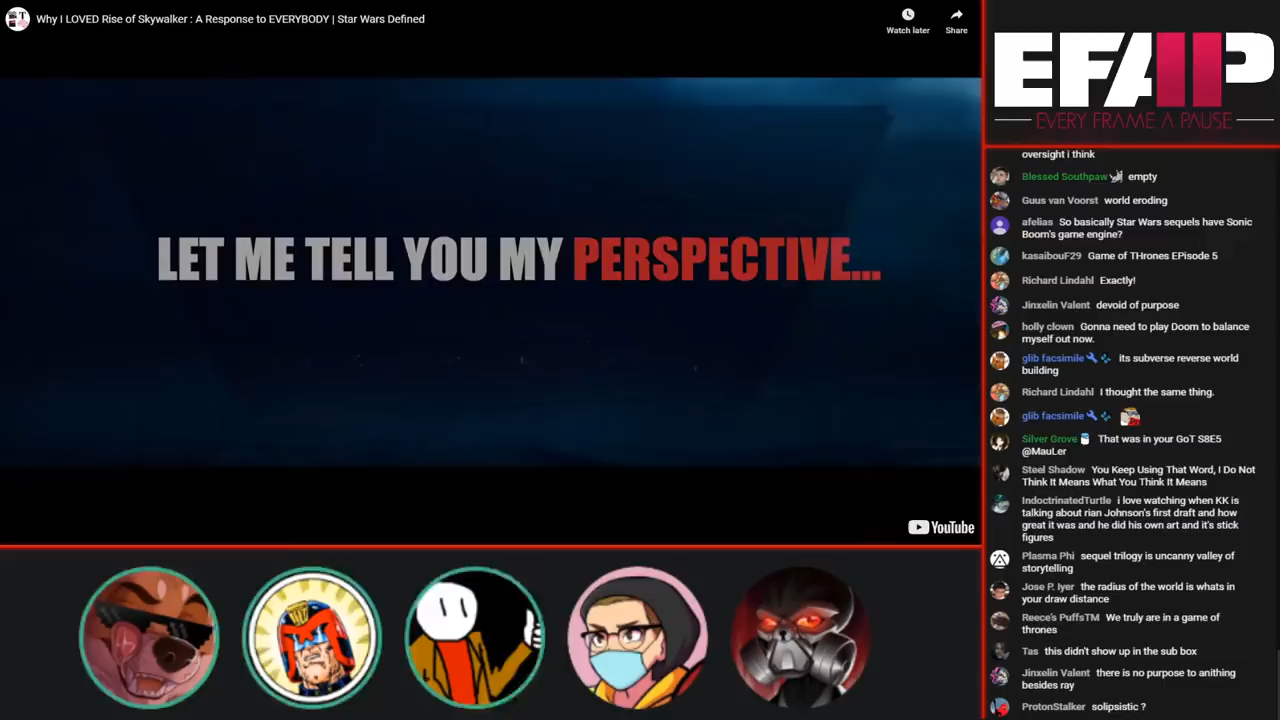 Why I LOVED Rise of Skywalker : A Response to EVERYBODY | Star Wars Defined
Watch later
Share
LET ME TELL YOU MY PERSPECTIVE...
YouTube
EFAP
EVERY FRAME A PAUSE
oversight i think
Blessed Southpaw empty
Guus van Voorst world eroding
afelias So basically Star Wars sequels have Sonic
Boom's game engine?
kasaibouF29 Game of THrones EPisode 5
Richard Lindahl Exactly!
Jinxelin Valent devoid of purpose
holly clown Gonna need to play Doom to balance
myself out now.
glib facsimile its subverse reverse world
building
Richard Lindahl I thought the same thing.
glib facsimile
Silver Grove That was in your GoT S8E5
@MauLer
Steel Shadow You Keep Using That Word, I Do Not
Think It Means What You Think It Means
IndoctrinatedTurtle i love watching when KK is
talking about rian Johnson's first draft and how
great it was and he did his own art and it's stick
figures
Plasma Phi sequel trilogy is uncanny valley of
storytelling
Jose P. Iyer the radius of the world is whats in
your draw distance
Reece's PuffsTM We truly are in a game of
thrones
Tas this didn't show up in the sub box
Jinxelin Valent there is no purpose to anithing
besides ray
ProtonStalker solipsistic ?